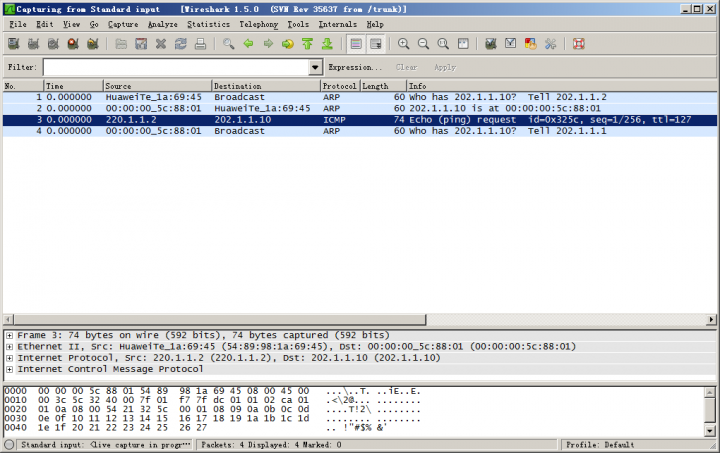 Capturing from Standard input [Wireshark 1.5.0 (SVN Rev 35637 from /trunk)]
File Edit View Go Capture Analyze Statistics Telephony Tools Internals Help
Filter: Expression... Clear Apply
No. Time Source Destination Protocol Length Info
1 0.000000 HuaweiTe_1a:69:45 Broadcast ARP 60 Who has 202.1.1.10? Tell 202.1.1.2
2 0.000000 00:00:00_5c:88:01 HuaweiTe_1a:69:45 ARP 60 202.1.1.10 is at 00:00:00:5c:88:01
3 0.000000 220.1.1.2 202.1.1.10 ICMP 74 Echo (ping) request id=0x325c, seq=1/256, ttl=127
4 0.000000 00:00:00_5c:88:01 Broadcast ARP 60 Who has 202.1.1.10? Tell 202.1.1.1
Frame 3: 74 bytes on wire (592 bits), 74 bytes captured (592 bits)
Ethernet II, Src: HuaweiTe_1a:69:45 (54:89:98:1a:69:45), Dst: 00:00:00_5c:88:01 (00:00:00:5c:88:01)
Internet Protocol, Src: 220.1.1.2 (220.1.1.2), Dst: 202.1.1.10 (202.1.1.10)
Internet Control Message Protocol
0000 00 00 00 5c 88 01 54 89 98 1a 69 45 08 00 45 00 ...\..T. ..iE..E.
0010 00 3c 5c 32 40 00 7f 01 f7 7f dc 01 01 02 ca 01 .<\2@... ........
0020 01 0a 08 00 54 21 32 5c 00 01 08 09 0a 0b 0c 0d ....T!2\ ........
0030 0e 0f 10 11 12 13 14 15 16 17 18 19 1a 1b 1c 1d ........ ........
0040 1e 1f 20 21 22 23 24 25 26 27 .. !"#$% &'
Standard input: <live capture in progr··· Packets: 4 Displayed: 4 Marked: 0 Profile: Default